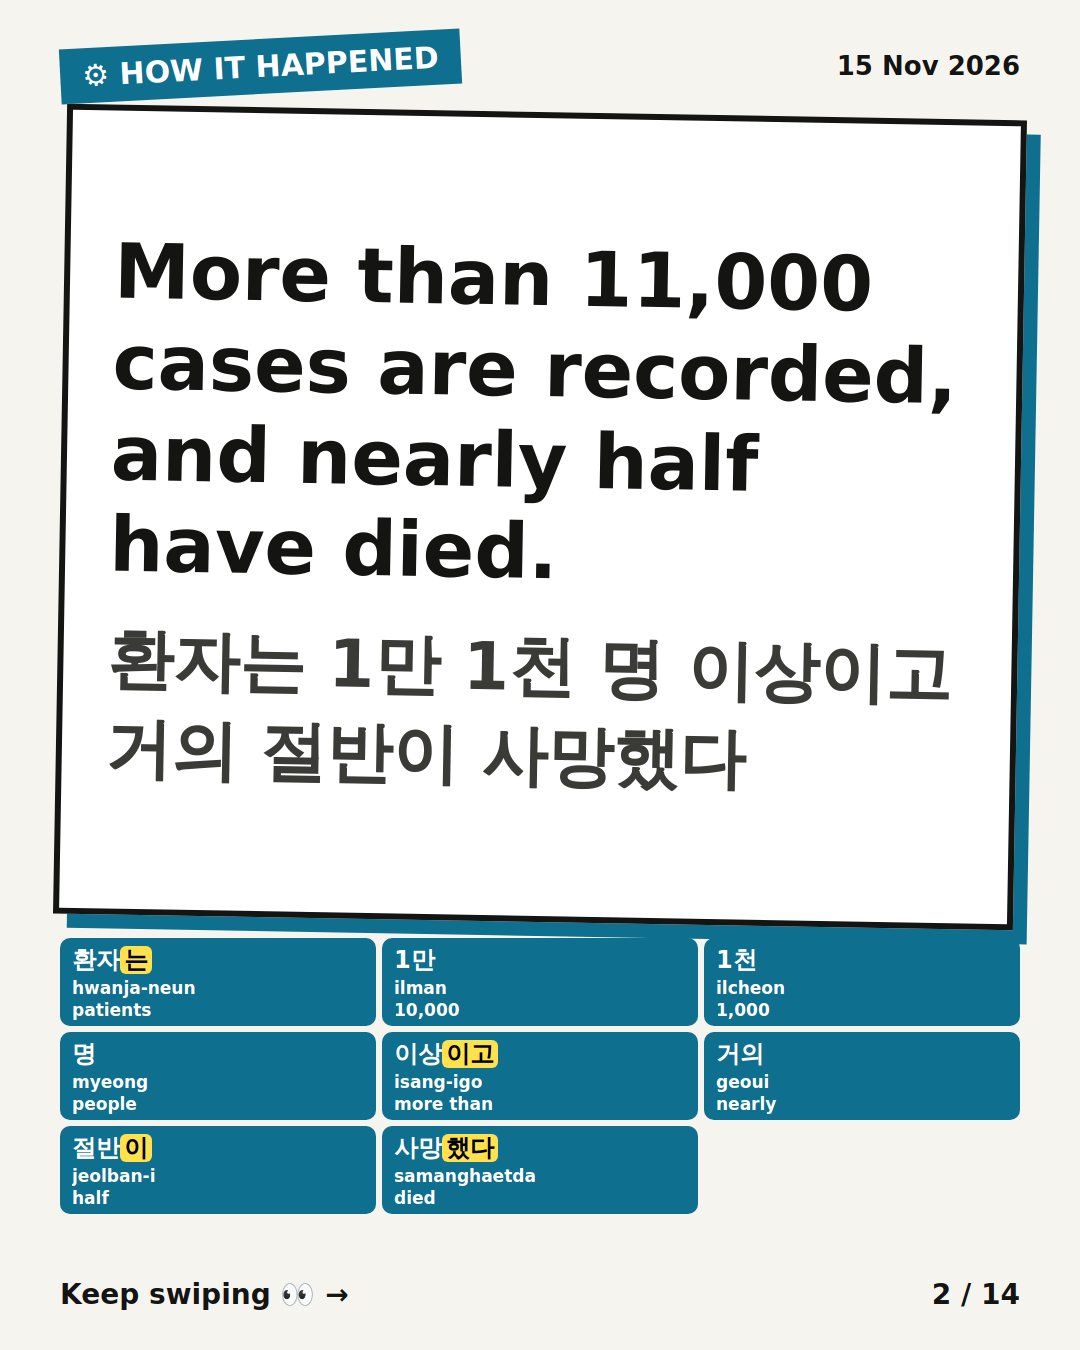 ⚙ HOW IT HAPPENED
15 Nov 2026
More than 11,000
cases are recorded,
and nearly half
have died.
환자는 1만 1천 명 이상이고
거의 절반이 사망했다
환자는
hwanja-neun
patients
1만
ilman
10,000
1천
ilcheon
1,000
명
myeong
people
이상이고
isang-igo
more than
거의
geoui
nearly
절반이
jeolban-i
half
사망했다
samanghaetda
died
Keep swiping 👀 →
2 / 14